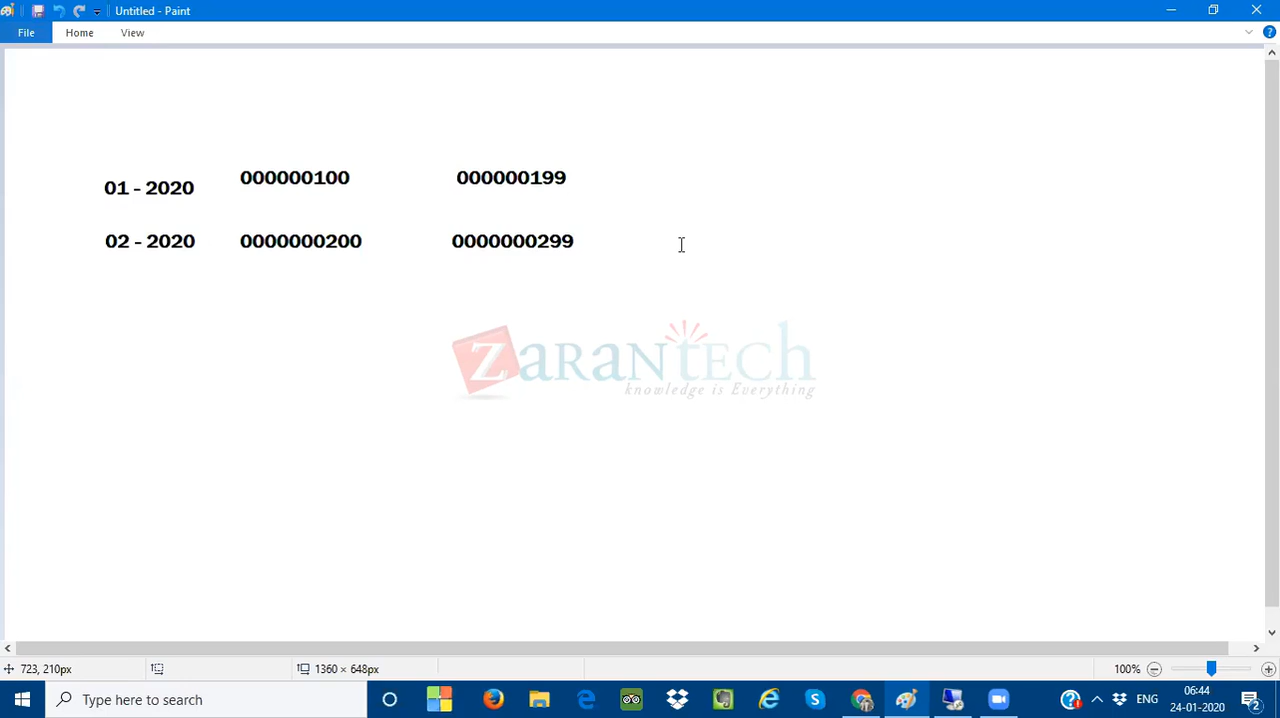 Untitled - Paint
File Home View
01 - 2020 000000100 000000199
02 - 2020 0000000200 0000000299
ZaranTech
knowledge is Everything
723, 210px 1360 × 648px 100%
Type here to search ENG 06:44
24-01-2020 2